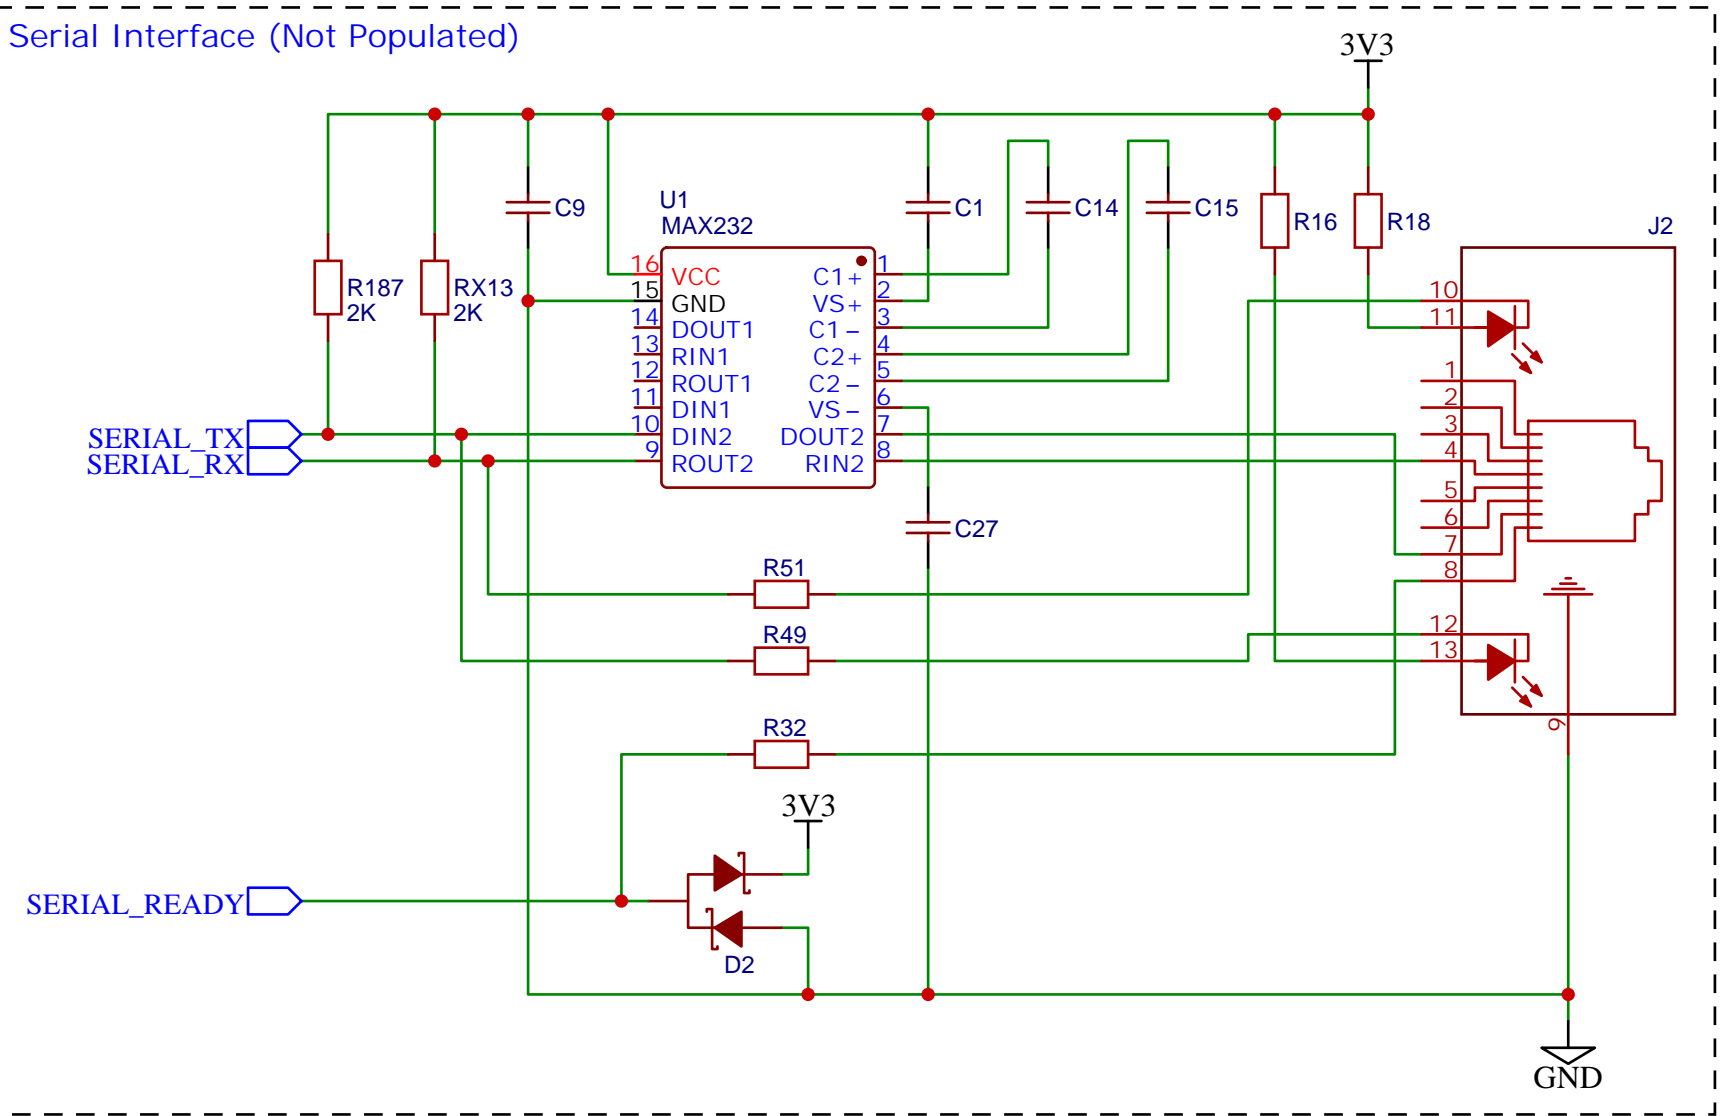 Serial Interface (Not Populated)
3V3
C9
U1
MAX232
C1
C14
C15
R16
R18
J2
R187
2K
RX13
2K
16 VCC C1+ 1
15 GND VS+ 2
14 DOUT1 C1- 3
13 RIN1 C2+ 4
12 ROUT1 C2- 5
11 DIN1 VS- 6
10 DIN2 DOUT2 7
9 ROUT2 RIN2 8
10
11
1
2
3
4
5
6
7
8
12
13
9
SERIAL_TX
SERIAL_RX
C27
R51
R49
R32
3V3
SERIAL_READY
D2
GND